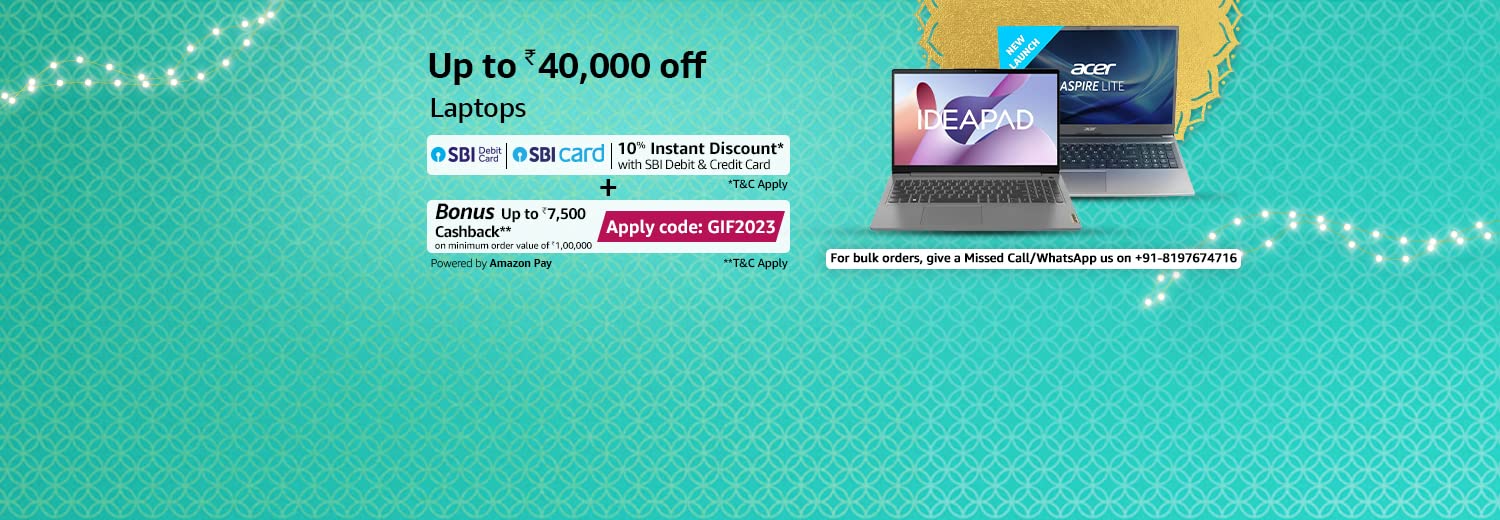 Up to ₹40,000 off
Laptops
SBI Debit Card | SBI card | 10% Instant Discount*
with SBI Debit & Credit Card
+
*T&C Apply
Bonus Up to ₹7,500
Cashback**
on minimum order value of ₹1,00,000
Apply code: GIF2023
Powered by Amazon Pay
**T&C Apply
NEW
LAUNCH
acer
ASPIRE LITE
acer
IDEAPAD
For bulk orders, give a Missed Call/WhatsApp us on +91-8197674716